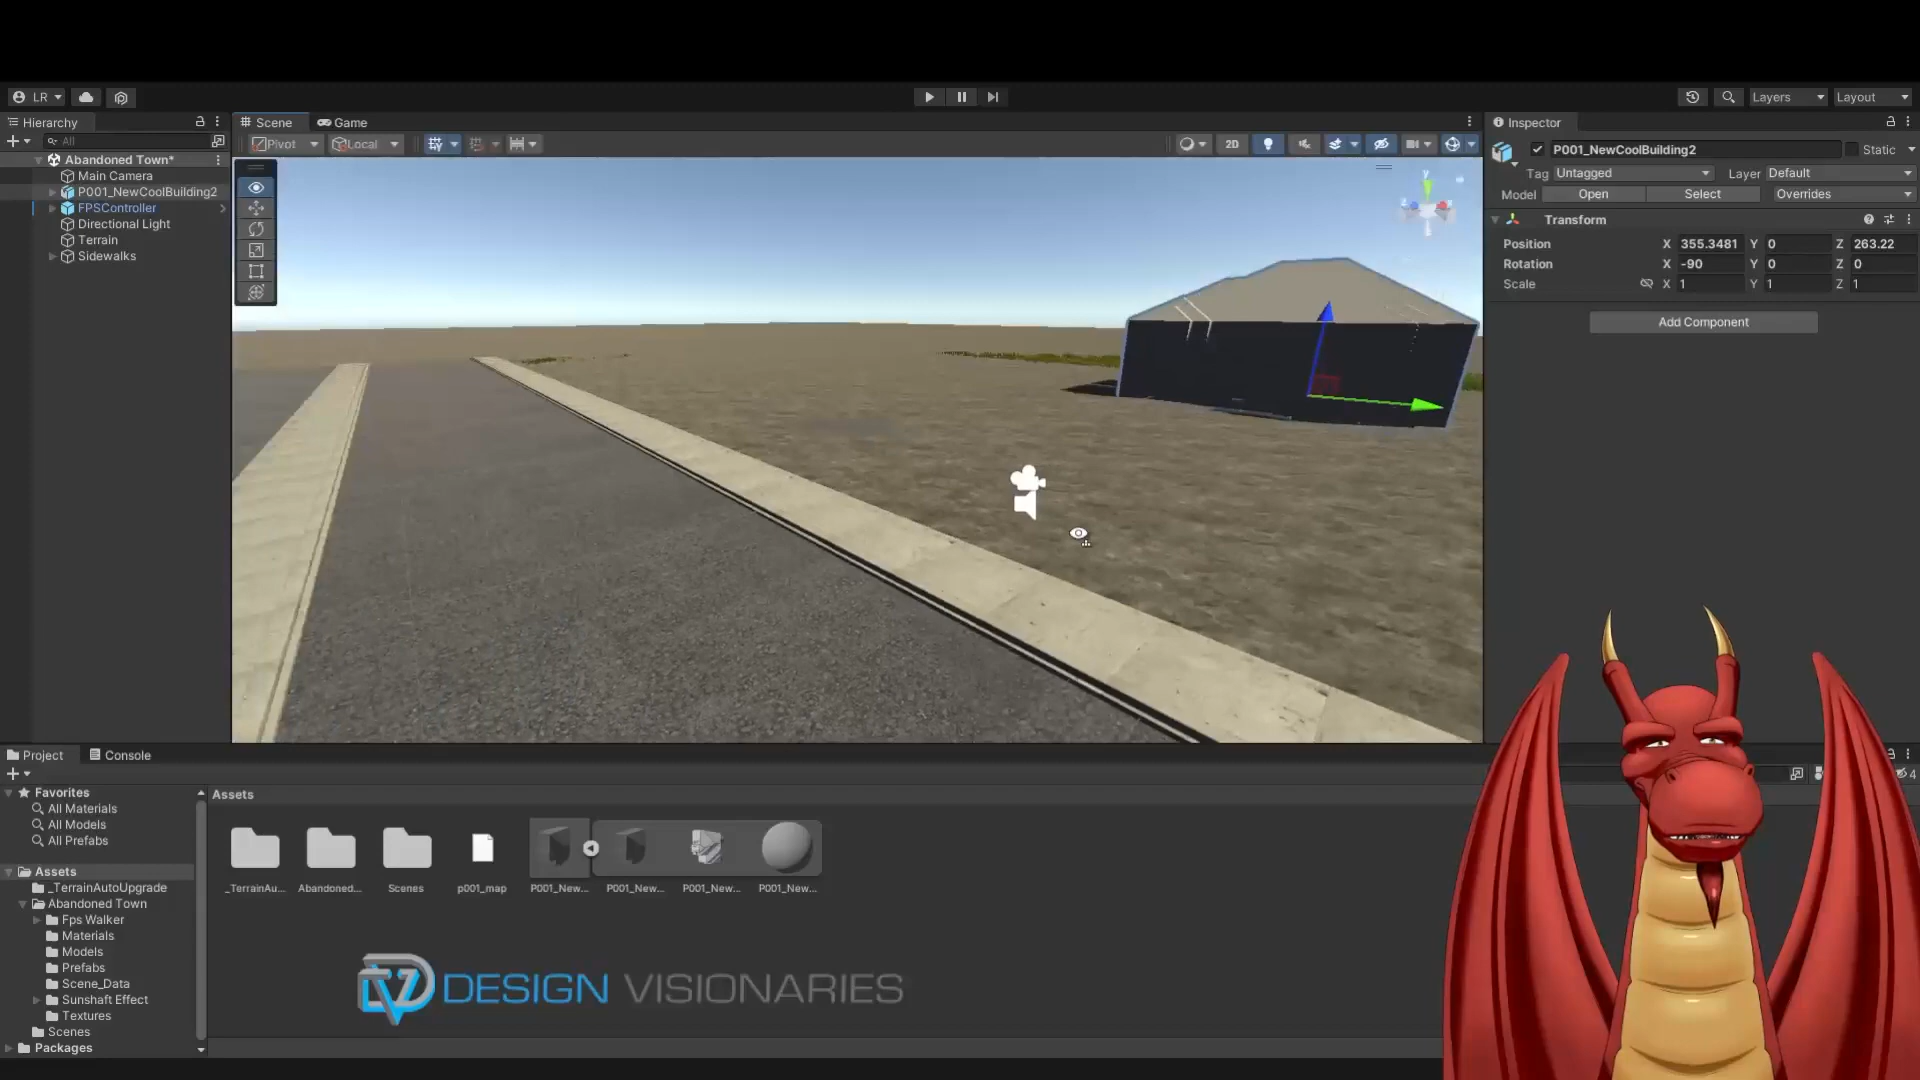 LR
Layers
Layout
Hierarchy
Scene
Game
Inspector
All
Pivot
Local
2D
P001_NewCoolBuilding2
Static
Abandoned Town*
Main Camera
P001_NewCoolBuilding2
FPSController
Directional Light
Terrain
Sidewalks
Tag Untagged
Layer Default
Model Open Select Overrides
Transform
Position X 355.3481 Y 0 Z 263.22
Rotation X -90 Y 0 Z 0
Scale X 1 Y 1 Z 1
Add Component
y
Project
Console
4
Favorites
All Materials
All Models
All Prefabs
Assets
_TerrainAutoUpgrade
Abandoned Town
Fps Walker
Materials
Models
Prefabs
Scene_Data
Sunshaft Effect
Textures
Scenes
Packages
Assets
_TerrainAu...
Abandoned...
Scenes
p001_map
P001_New...
P001_New...
P001_New...
P001_New...
DV DESIGN VISIONARIES